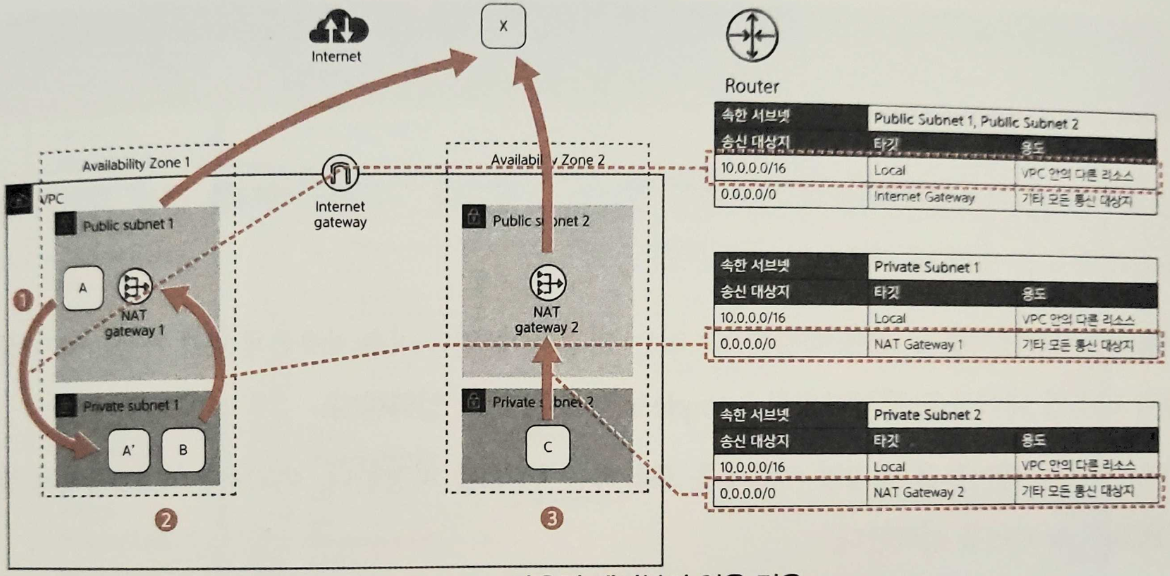 Internet
X
Router
속한 서브넷 Public Subnet 1, Public Subnet 2
송신 대상지 타깃 용도
10.0.0.0/16 Local VPC 안의 다른 리소스
0.0.0.0/0 Internet Gateway 기타 모든 통신 대상지
Availability Zone 1
Availability Zone 2
VPC
Internet
gateway
Public subnet 1
Public subnet 2
1
A
NAT
gateway 1
NAT
gateway 2
속한 서브넷 Private Subnet 1
송신 대상지 타깃 용도
10.0.0.0/16 Local VPC 안의 다른 리소스
0.0.0.0/0 NAT Gateway 1 기타 모든 통신 대상지
Private subnet 1
Private subnet 2
A'
B
C
속한 서브넷 Private Subnet 2
송신 대상지 타깃 용도
10.0.0.0/16 Local VPC 안의 다른 리소스
0.0.0.0/0 NAT Gateway 2 기타 모든 통신 대상지
2
3